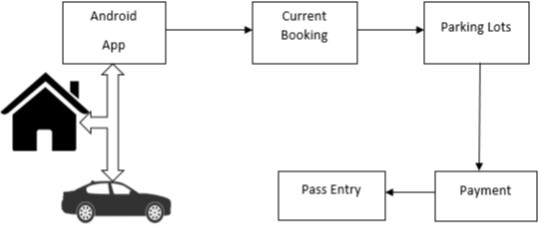 Android
App
Current
Booking
Parking Lots
Pass Entry
Payment